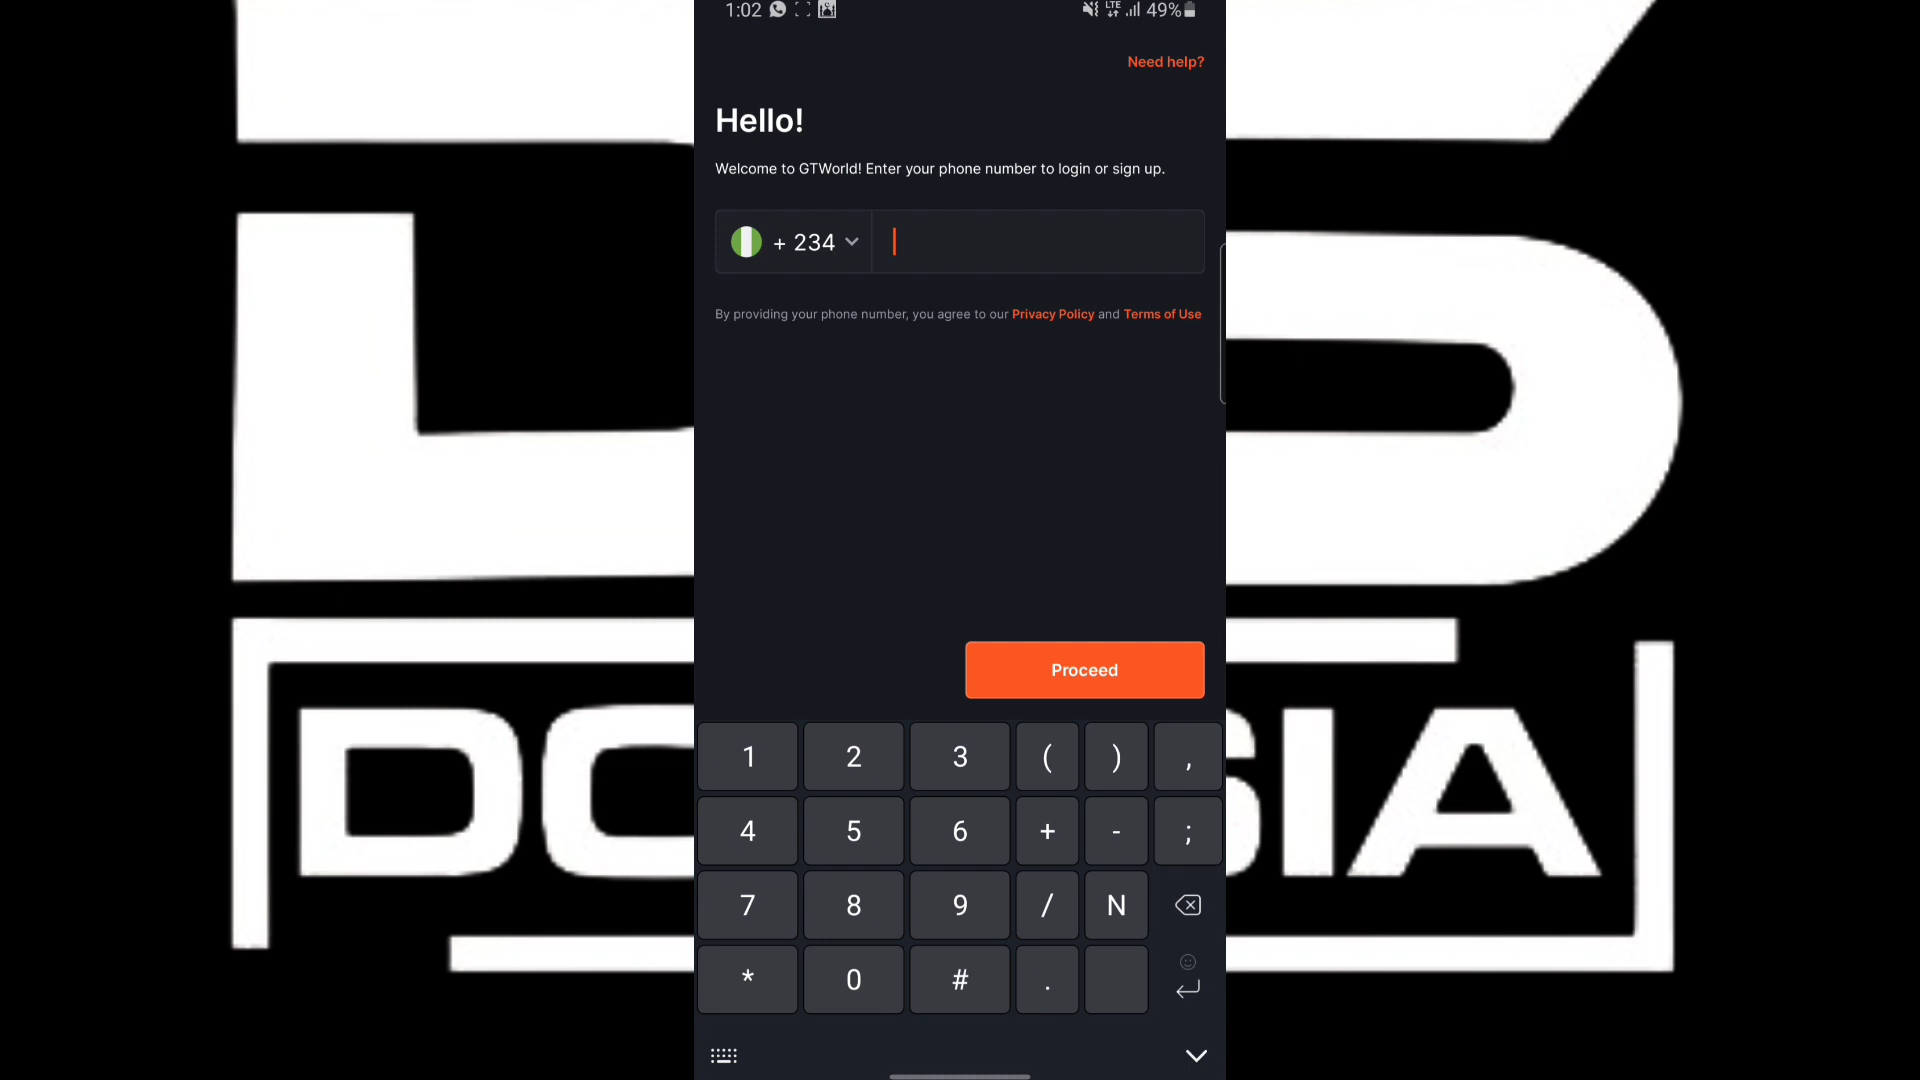 1:02
LTE
49%
Need help?
Hello!
Welcome to GTWorld! Enter your phone number to login or sign up.
+ 234
By providing your phone number, you agree to our Privacy Policy and Terms of Use
Proceed
1 2 3 ( ) ,
4 5 6 + - ;
7 8 9 / N
* 0 # .